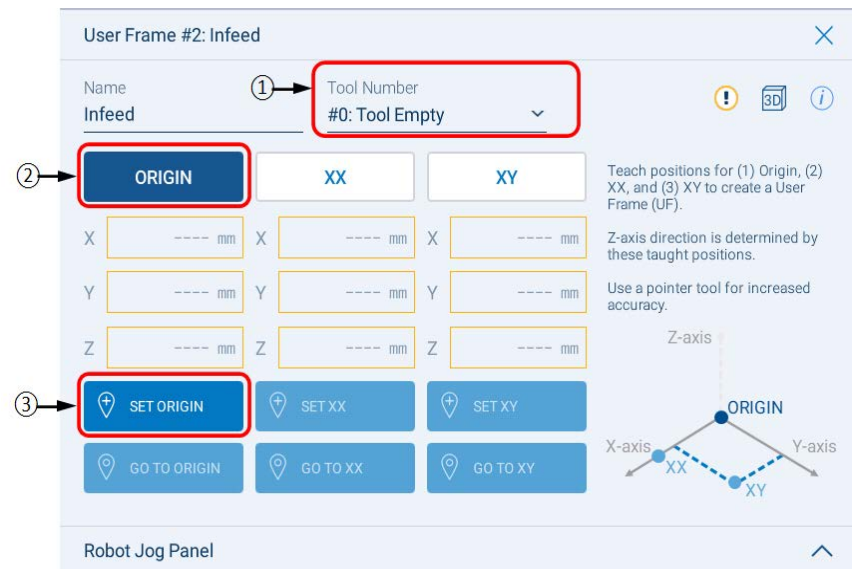 User Frame #2: Infeed
Name
Infeed
1
Tool Number
#0: Tool Empty
3D
i
2
ORIGIN
XX
XY
X ---- mm X ---- mm X ---- mm
Y ---- mm Y ---- mm Y ---- mm
Z ---- mm Z ---- mm Z ---- mm
3
SET ORIGIN
SET XX
SET XY
GO TO ORIGIN
GO TO XX
GO TO XY
Teach positions for (1) Origin, (2)
XX, and (3) XY to create a User
Frame (UF).
Z-axis direction is determined by
these taught positions.
Use a pointer tool for increased
accuracy.
Z-axis
ORIGIN
X-axis
Y-axis
XX
XY
Robot Jog Panel